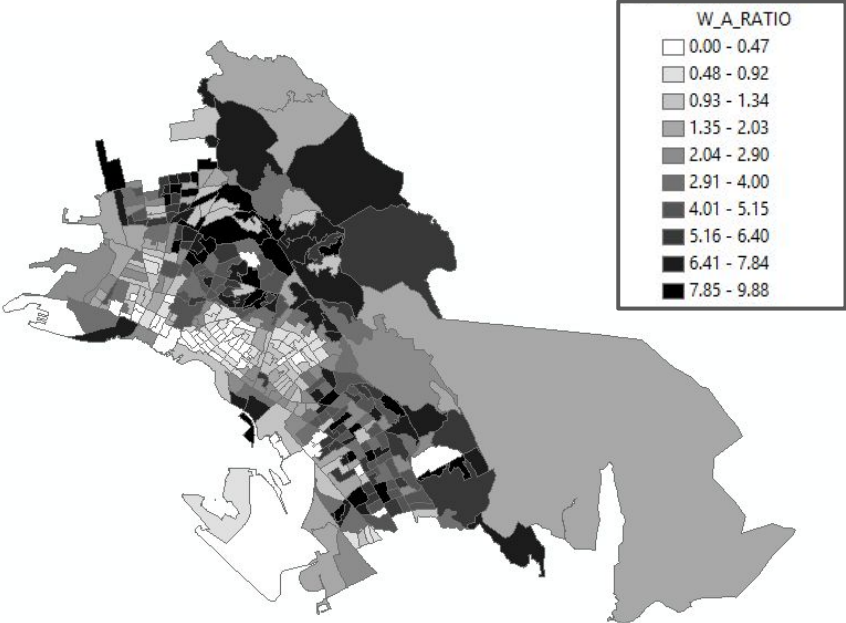 W_A_RATIO
0.00 - 0.47
0.48 - 0.92
0.93 - 1.34
1.35 - 2.03
2.04 - 2.90
2.91 - 4.00
4.01 - 5.15
5.16 - 6.40
6.41 - 7.84
7.85 - 9.88